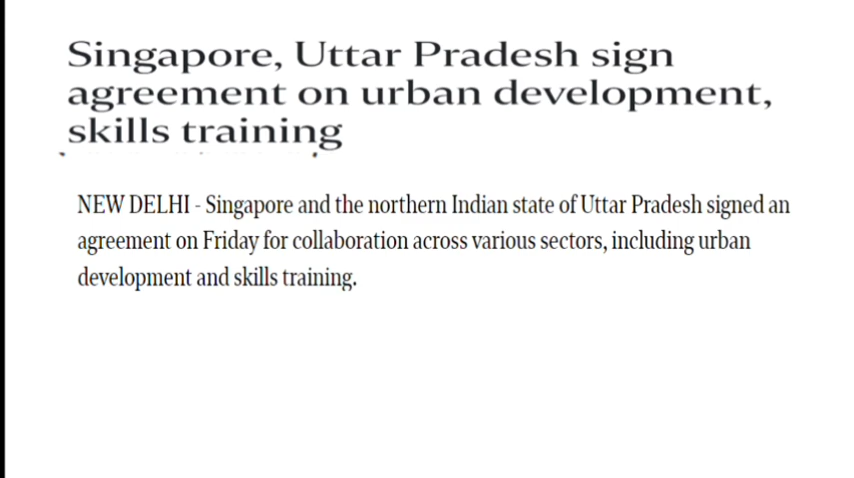 Singapore, Uttar Pradesh sign
agreement on urban development,
skills training
NEW DELHI - Singapore and the northern Indian state of Uttar Pradesh signed an
agreement on Friday for collaboration across various sectors, including urban
development and skills training.